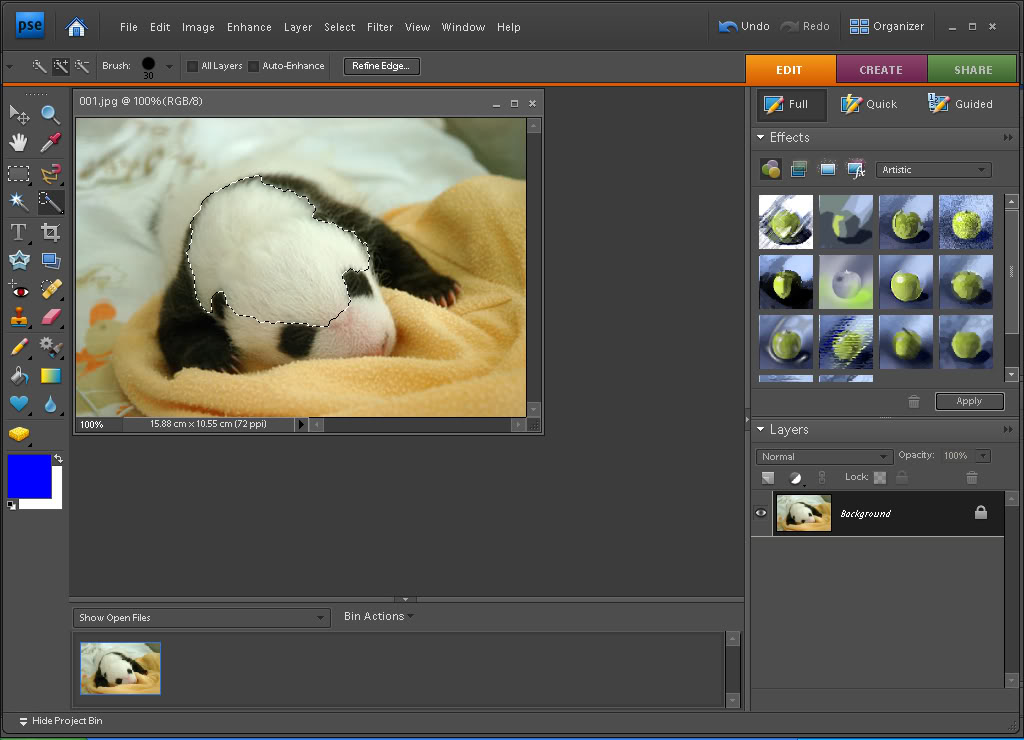 pse File Edit Image Enhance Layer Select Filter View Window Help Undo Redo Organizer
Brush: 30 All Layers Auto-Enhance Refine Edge... EDIT CREATE SHARE
001.jpg @ 100%(RGB/8)
Full Quick Guided
Effects
Artistic
Apply
100% 15.88 cm x 10.55 cm (72 ppi)
Layers
Normal Opacity: 100%
Lock:
Background
Show Open Files Bin Actions
Hide Project Bin